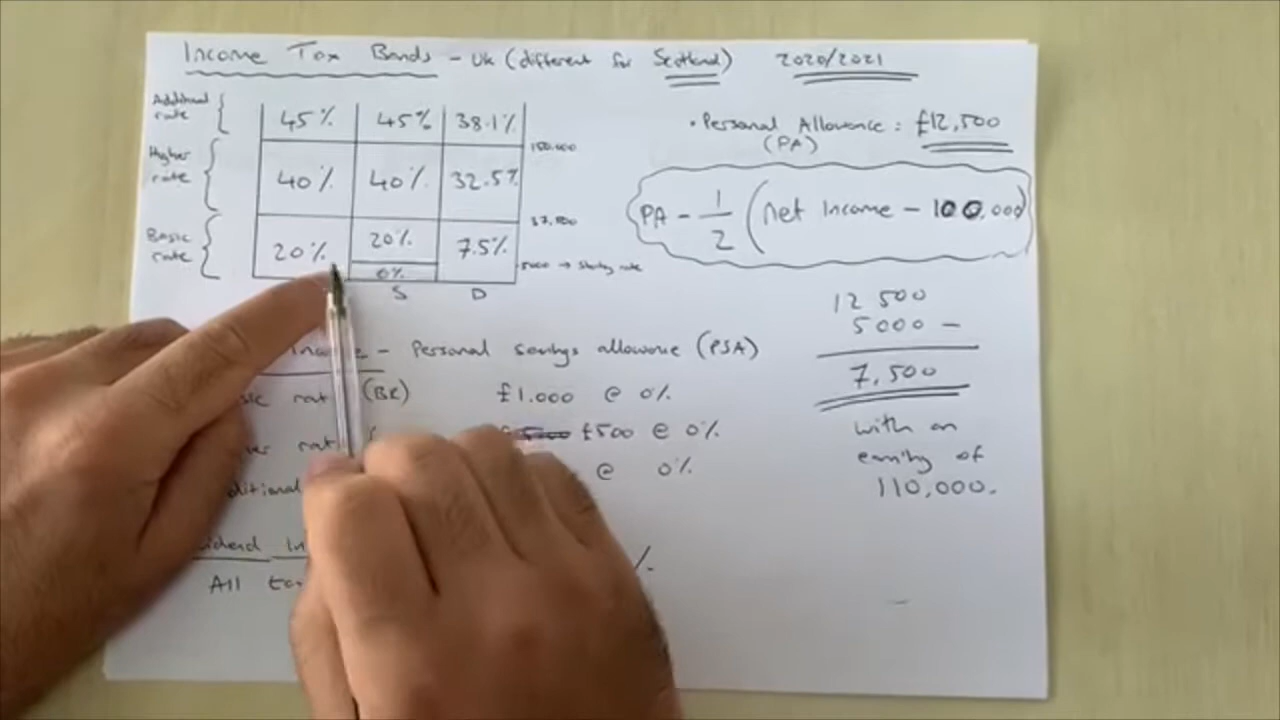 Income Tax Bands - UK (different for Scotland) 2020/2021
Additional rate
45% 45% 38.1%
150.000
Higher rate
40% 40% 32.5%
37,500
Basic rate
20% 20% 7.5%
0%
5000 → Starting rate
S D
• Personal Allowance : £12,500
(PA)
PA - 1/2 (net income - 100,000)
12 500
5000 -
7,500
with an
earning of
110,000.
- Personal savings allowance (PSA)
(BR) £1.000 @ 0%
£500 @ 0%
@ 0%
All